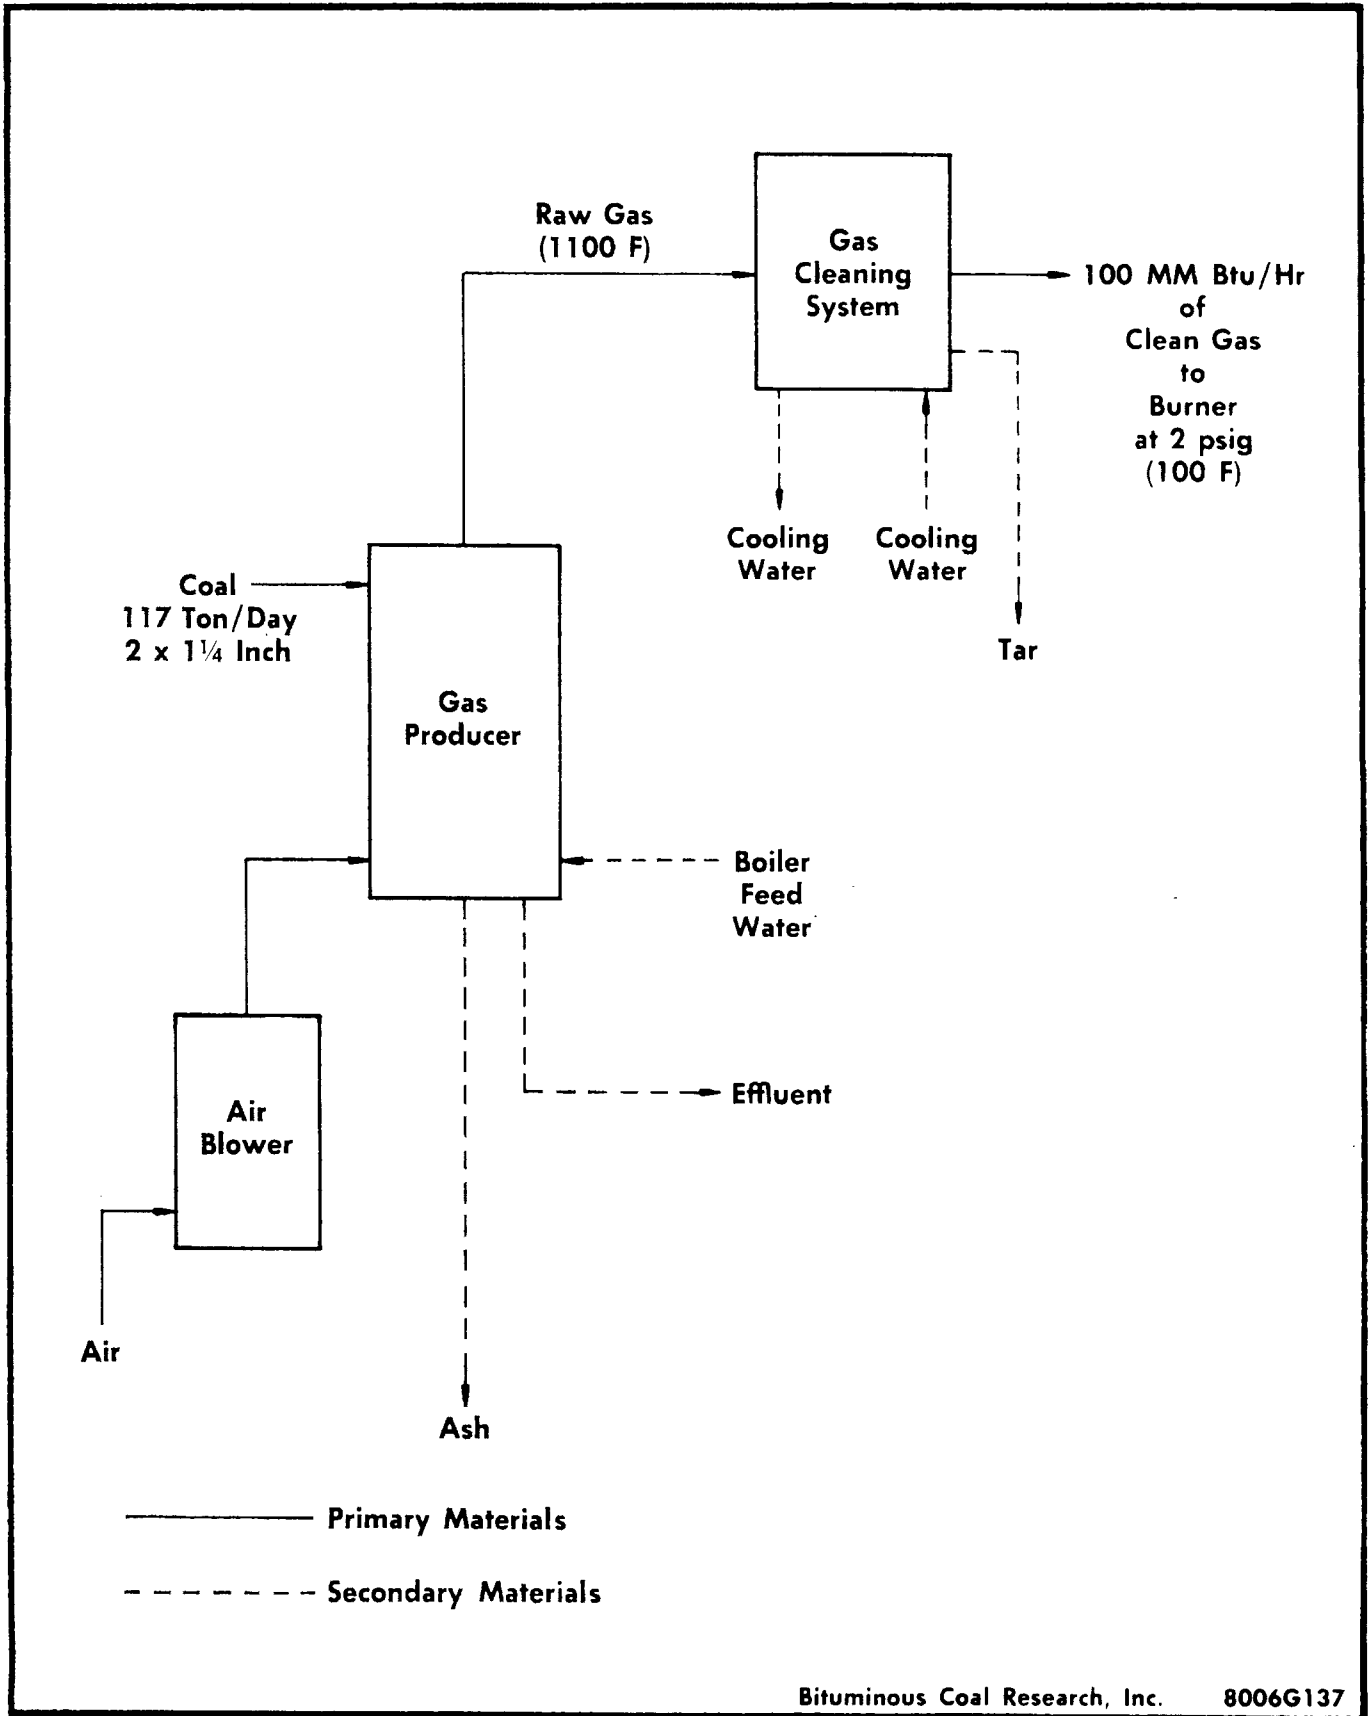 Raw Gas
(1100 F)
Gas
Cleaning
System
100 MM Btu/Hr
of
Clean Gas
to
Burner
at 2 psig
(100 F)
Cooling
Water
Cooling
Water
Tar
Coal
117 Ton/Day
2 x 1¼ Inch
Gas
Producer
Boiler
Feed
Water
Effluent
Air
Blower
Air
Ash
Primary Materials
Secondary Materials
Bituminous Coal Research, Inc. 8006G137